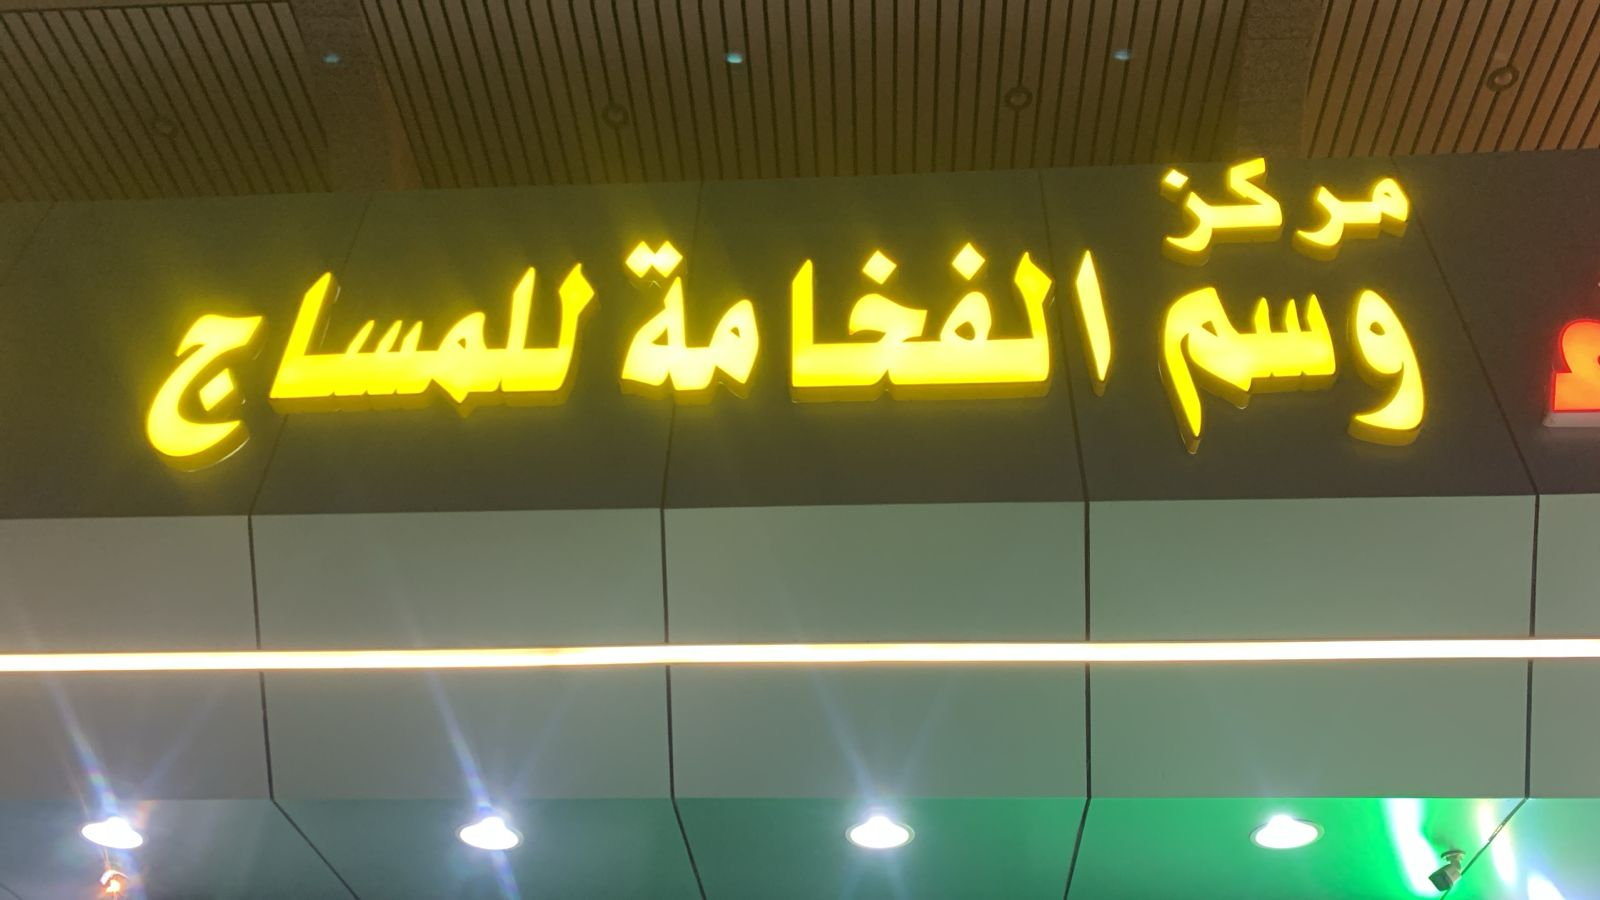 مركز
وسم الفخامة للمساج